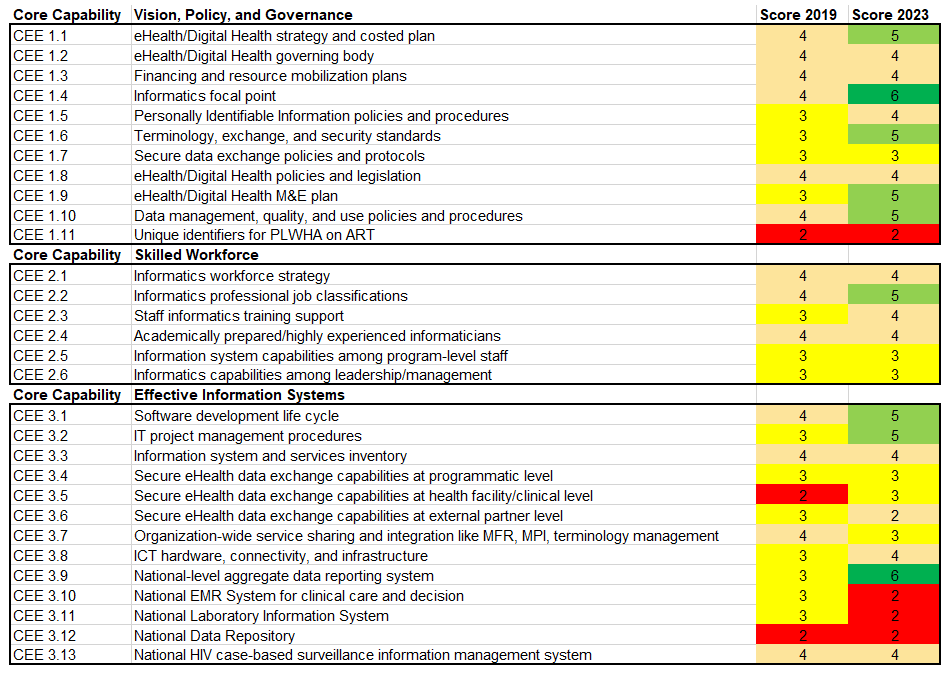 Core Capability Vision, Policy, and Governance Score 2019 Score 2023
CEE 1.1 eHealth/Digital Health strategy and costed plan 4 5
CEE 1.2 eHealth/Digital Health governing body 4 4
CEE 1.3 Financing and resource mobilization plans 4 4
CEE 1.4 Informatics focal point 4 6
CEE 1.5 Personally Identifiable Information policies and procedures 3 4
CEE 1.6 Terminology, exchange, and security standards 3 5
CEE 1.7 Secure data exchange policies and protocols 3 3
CEE 1.8 eHealth/Digital Health policies and legislation 4 4
CEE 1.9 eHealth/Digital Health M&E plan 3 5
CEE 1.10 Data management, quality, and use policies and procedures 4 5
CEE 1.11 Unique identifiers for PLWHA on ART 2 2
Core Capability Skilled Workforce
CEE 2.1 Informatics workforce strategy 4 4
CEE 2.2 Informatics professional job classifications 4 5
CEE 2.3 Staff informatics training support 3 4
CEE 2.4 Academically prepared/highly experienced informaticians 4 4
CEE 2.5 Information system capabilities among program-level staff 3 3
CEE 2.6 Informatics capabilities among leadership/management 3 3
Core Capability Effective Information Systems
CEE 3.1 Software development life cycle 4 5
CEE 3.2 IT project management procedures 3 5
CEE 3.3 Information system and services inventory 4 4
CEE 3.4 Secure eHealth data exchange capabilities at programmatic level 3 3
CEE 3.5 Secure eHealth data exchange capabilities at health facility/clinical level 2 3
CEE 3.6 Secure eHealth data exchange capabilities at external partner level 3 2
CEE 3.7 Organization-wide service sharing and integration like MFR, MPI, terminology management 4 3
CEE 3.8 ICT hardware, connectivity, and infrastructure 3 4
CEE 3.9 National-level aggregate data reporting system 3 6
CEE 3.10 National EMR System for clinical care and decision 3 2
CEE 3.11 National Laboratory Information System 3 2
CEE 3.12 National Data Repository 2 2
CEE 3.13 National HIV case-based surveillance information management system 4 4